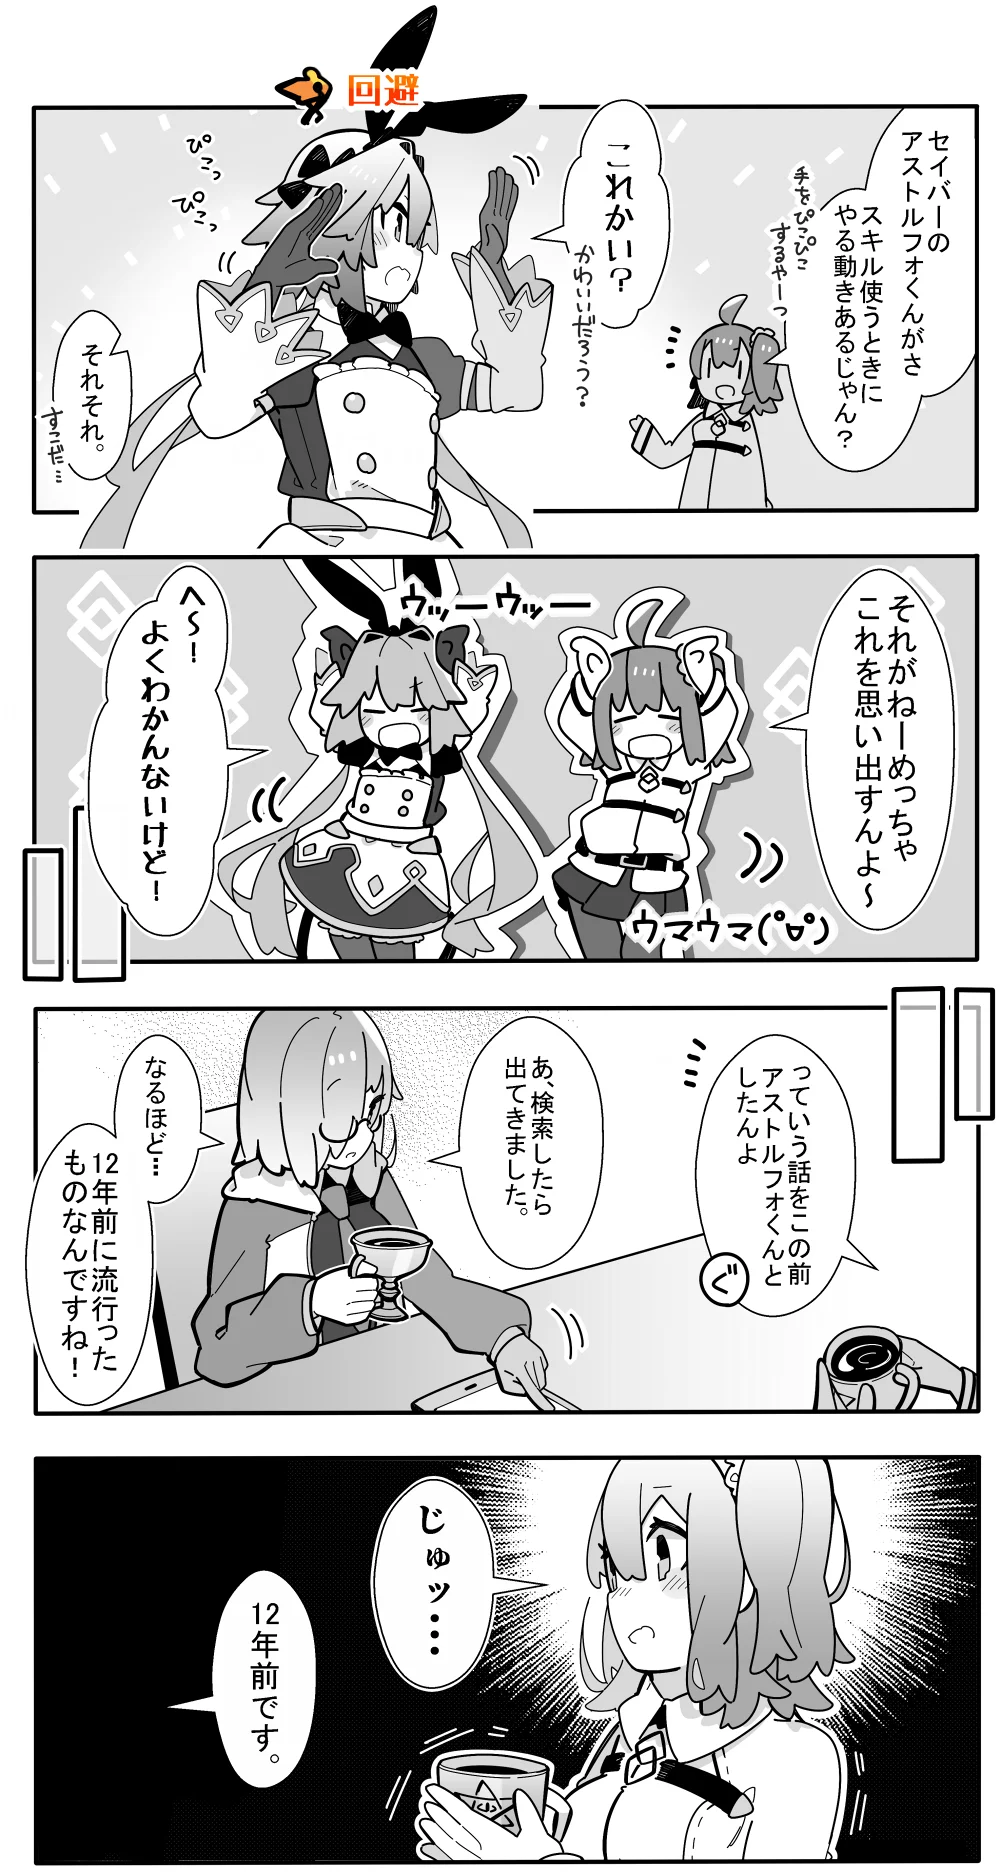 回避
セイバーの
アストルフォくんがさ
スキル使うときに
やる動きあるじゃん?
手をぴこぴこ
するやーつ
これかい?
かわいいだろう?
ぴこっ
ぴこっ
それそれ。
すこだ…
それがねーめっちゃ
これを思い出すんよ~
ウッーウッー
ウマウマ(°∀°)
へ~!
よくわかんないけど!
っていう話をこの前
アストルフォくんと
したんよ
ぐ
あ、検索したら
出てきました。
なるほど…
12年前に流行った
ものなんですね!
じゅッ……
12年前です。